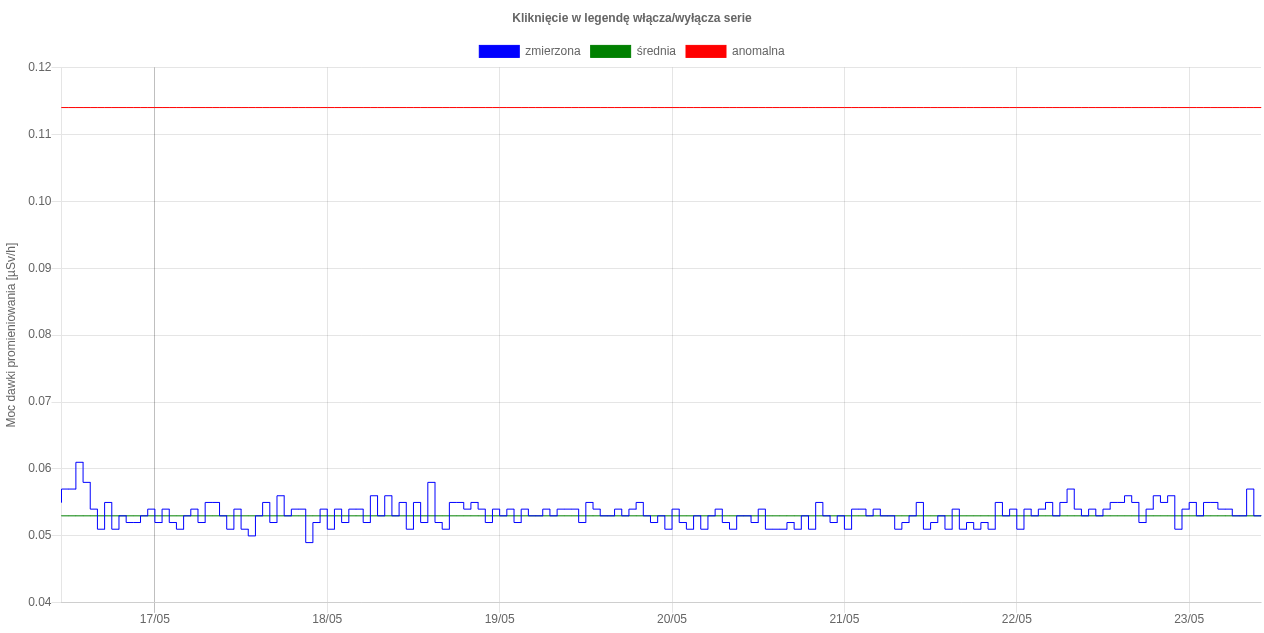 Kliknięcie w legendę włącza/wyłącza serie
zmierzona średnia anomalna
Moc dawki promieniowania [µSv/h]
0.12
0.11
0.10
0.09
0.08
0.07
0.06
0.05
0.04
17/05 18/05 19/05 20/05 21/05 22/05 23/05